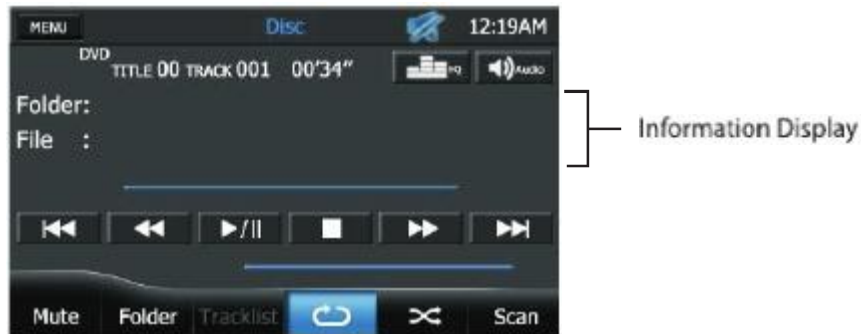 MENU Disc 12:19AM
DVD TITLE 00 TRACK 001 00'34" EQ Audio
Folder:
File :
Information Display
Mute Folder Tracklist Scan